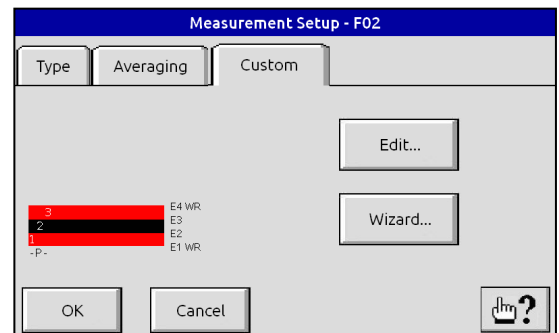 Measurement Setup - F02
Type Averaging Custom
Edit...
Wizard...
3 E4 WR
2 E3
E2
1 E1 WR
-P-
OK Cancel ?